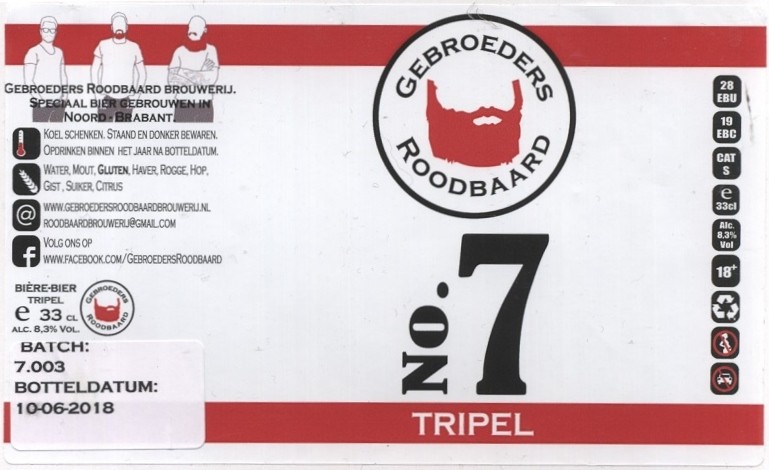 GEBROEDERS ROODBAARD BROUWERIJ.
SPECIAAL BIER GEBROUWEN IN
NOORD-BRABANT.
KOEL SCHENKEN. STAAND EN DONKER BEWAREN.
OPDRINKEN BINNEN HET JAAR NA BOTTELDATUM.
WATER, MOUT, GLUTEN, HAVER, ROGGE, HOP,
GIST, SUIKER, CITRUS
@
WWW.GEBROEDERSROODBAARDBROUWERIJ.NL
ROODBAARDBROUWERIJ@GMAIL.COM
f
VOLG ONS OP
WWW.FACEBOOK.COM/GEBROEDERSROODBAARD
BIÈRE-BIER
TRIPEL
e 33 CL
ALC. 8,3% VOL.
GEBROEDERS
ROODBAARD
BATCH:
7.003
BOTTELDATUM:
10-06-2018
GEBROEDERS
ROODBAARD
No. 7
TRIPEL
28
EBU
19
EBC
CAT
S
e
33cl
Alc.
8,3%
Vol
18+